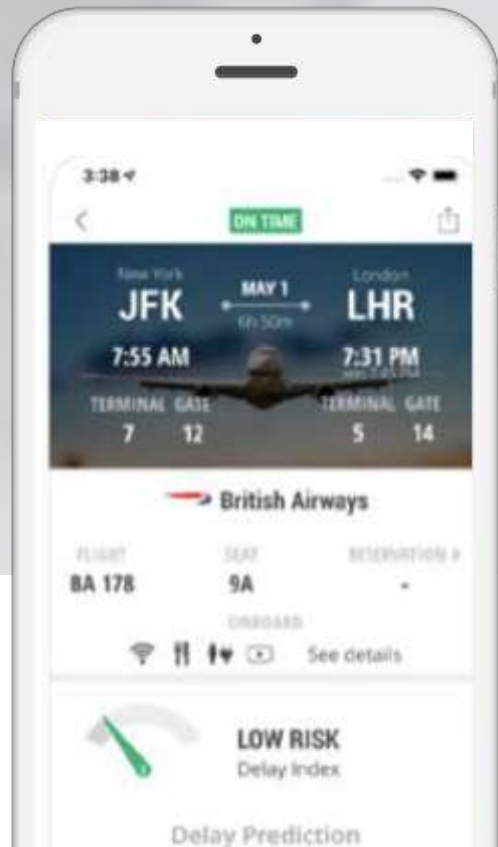 3:38
ON TIME
New York
London
JFK
MAY 1
LHR
6h 50m
7:55 AM
7:31 PM
TERMINAL GATE
TERMINAL GATE
7 12
5 14
British Airways
FLIGHT SEAT RESERVATION #
BA 178 9A -
ONBOARD
See details
LOW RISK
Delay Index
Delay Prediction